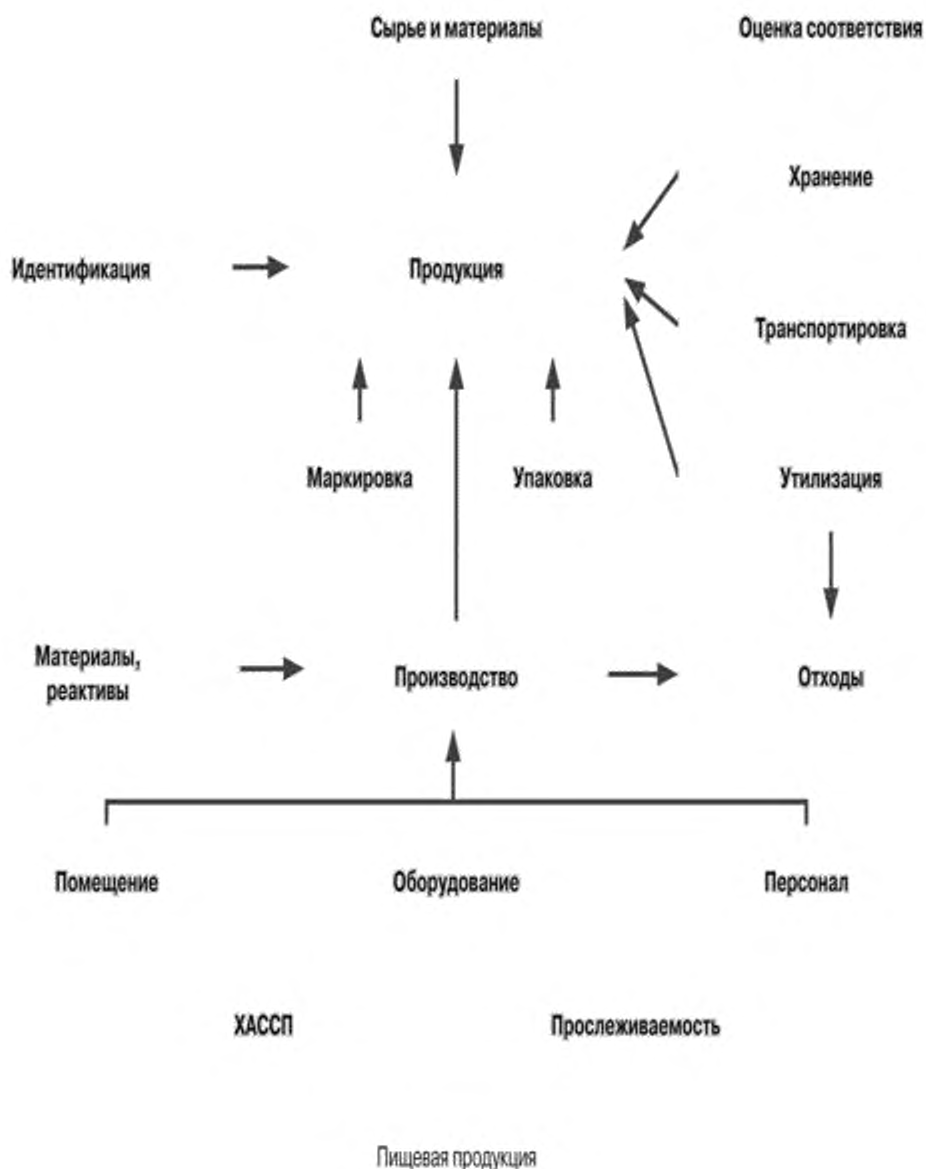 Сырье и материалы
Оценка соответствия
Хранение
Идентификация
Продукция
Транспортировка
Маркировка
Упаковка
Утилизация
Материалы,
реактивы
Производство
Отходы
Помещение
Оборудование
Персонал
ХАССП
Прослеживаемость
Пищевая продукция